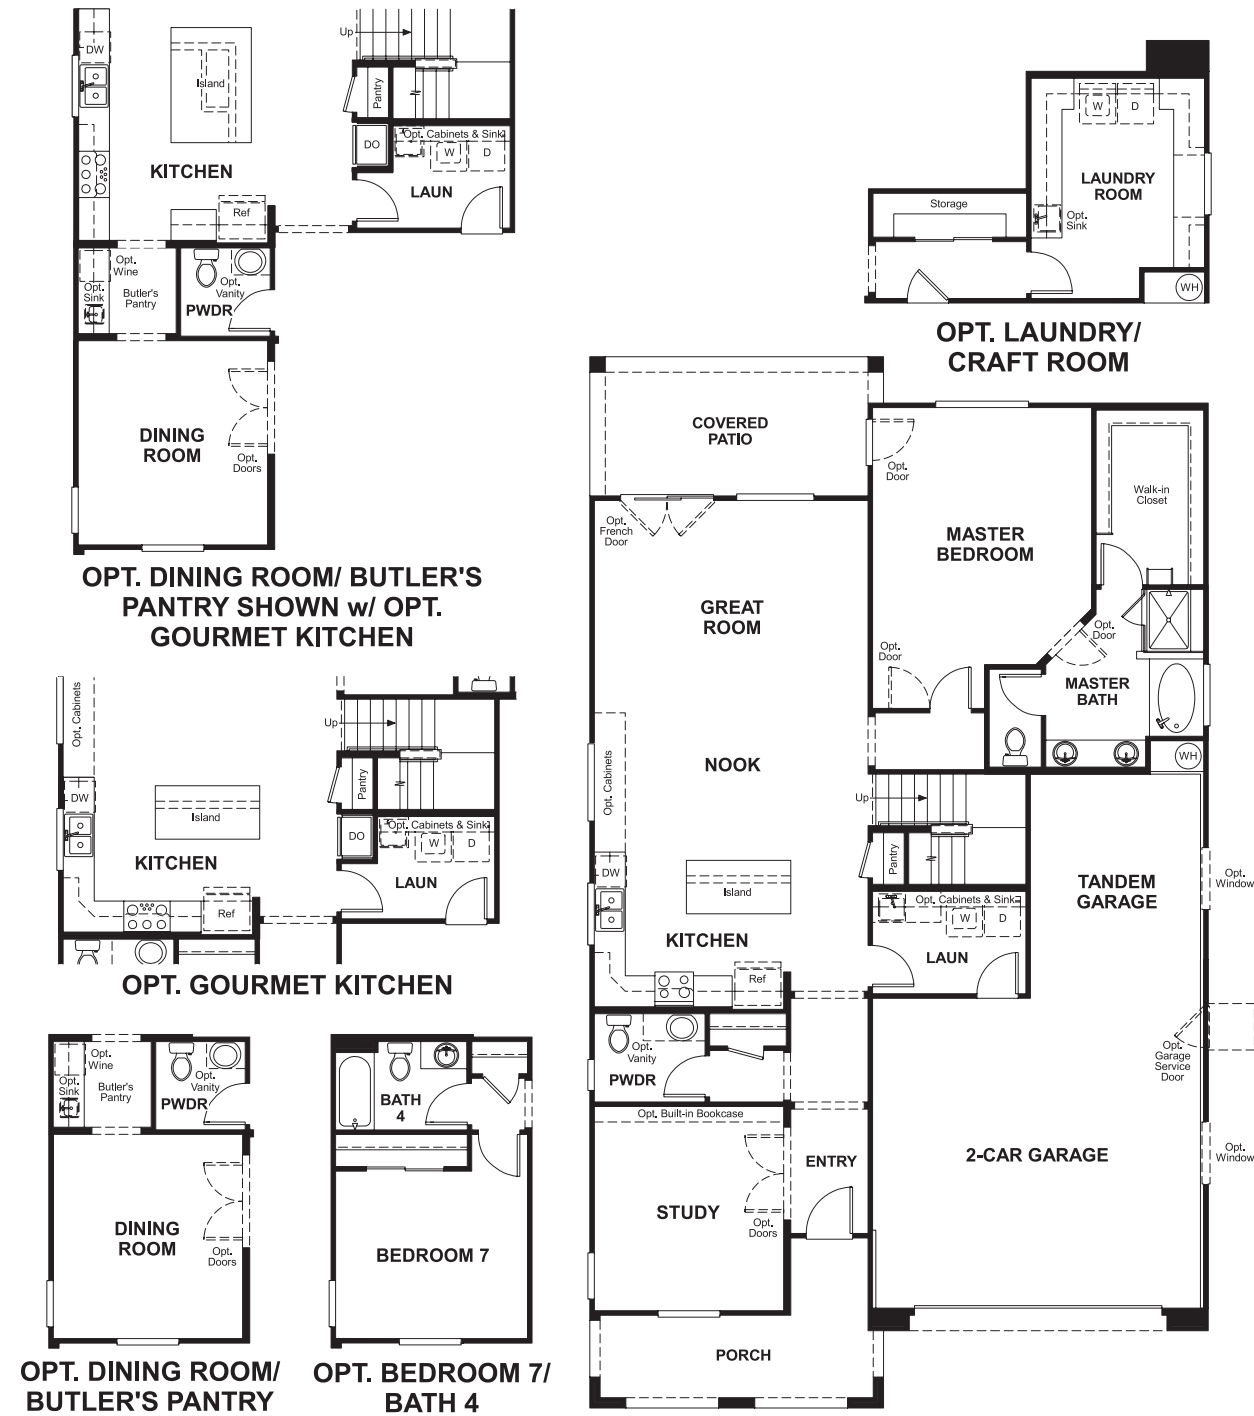 DW
Island
KITCHEN
Ref
Up
Pantry
DO
Opt. Cabinets & Sink
W
D
LAUN
Opt.
Wine
Opt.
Sink
Butler's
Pantry
Opt.
Vanity
PWDR
DINING
ROOM
Opt.
Doors
OPT. DINING ROOM/ BUTLER'S
PANTRY SHOWN w/ OPT.
GOURMET KITCHEN
W
D
LAUNDRY
ROOM
Opt.
Sink
Storage
WH
OPT. LAUNDRY/
CRAFT ROOM
Opt. Cabinets
DW
Island
KITCHEN
Ref
Up
Pantry
DO
Opt. Cabinets & Sink
W
D
LAUN
OPT. GOURMET KITCHEN
Opt.
Wine
Opt.
Sink
Butler's
Pantry
Opt.
Vanity
PWDR
DINING
ROOM
Opt.
Doors
OPT. DINING ROOM/
BUTLER'S PANTRY
BATH
4
BEDROOM 7
OPT. BEDROOM 7/
BATH 4
COVERED
PATIO
Opt.
Door
Walk-in
Closet
Opt.
French
Door
MASTER
BEDROOM
GREAT
ROOM
Opt.
Door
Opt.
Door
MASTER
BATH
WH
NOOK
Opt. Cabinets
Up
Pantry
DW
Island
KITCHEN
Ref
Opt. Cabinets & Sink
W
D
LAUN
TANDEM
GARAGE
Opt.
Window
Opt.
Vanity
PWDR
Opt.
Garage
Service
Door
Opt. Built-in Bookcase
ENTRY
2-CAR GARAGE
Opt.
Window
STUDY
Opt.
Doors
PORCH